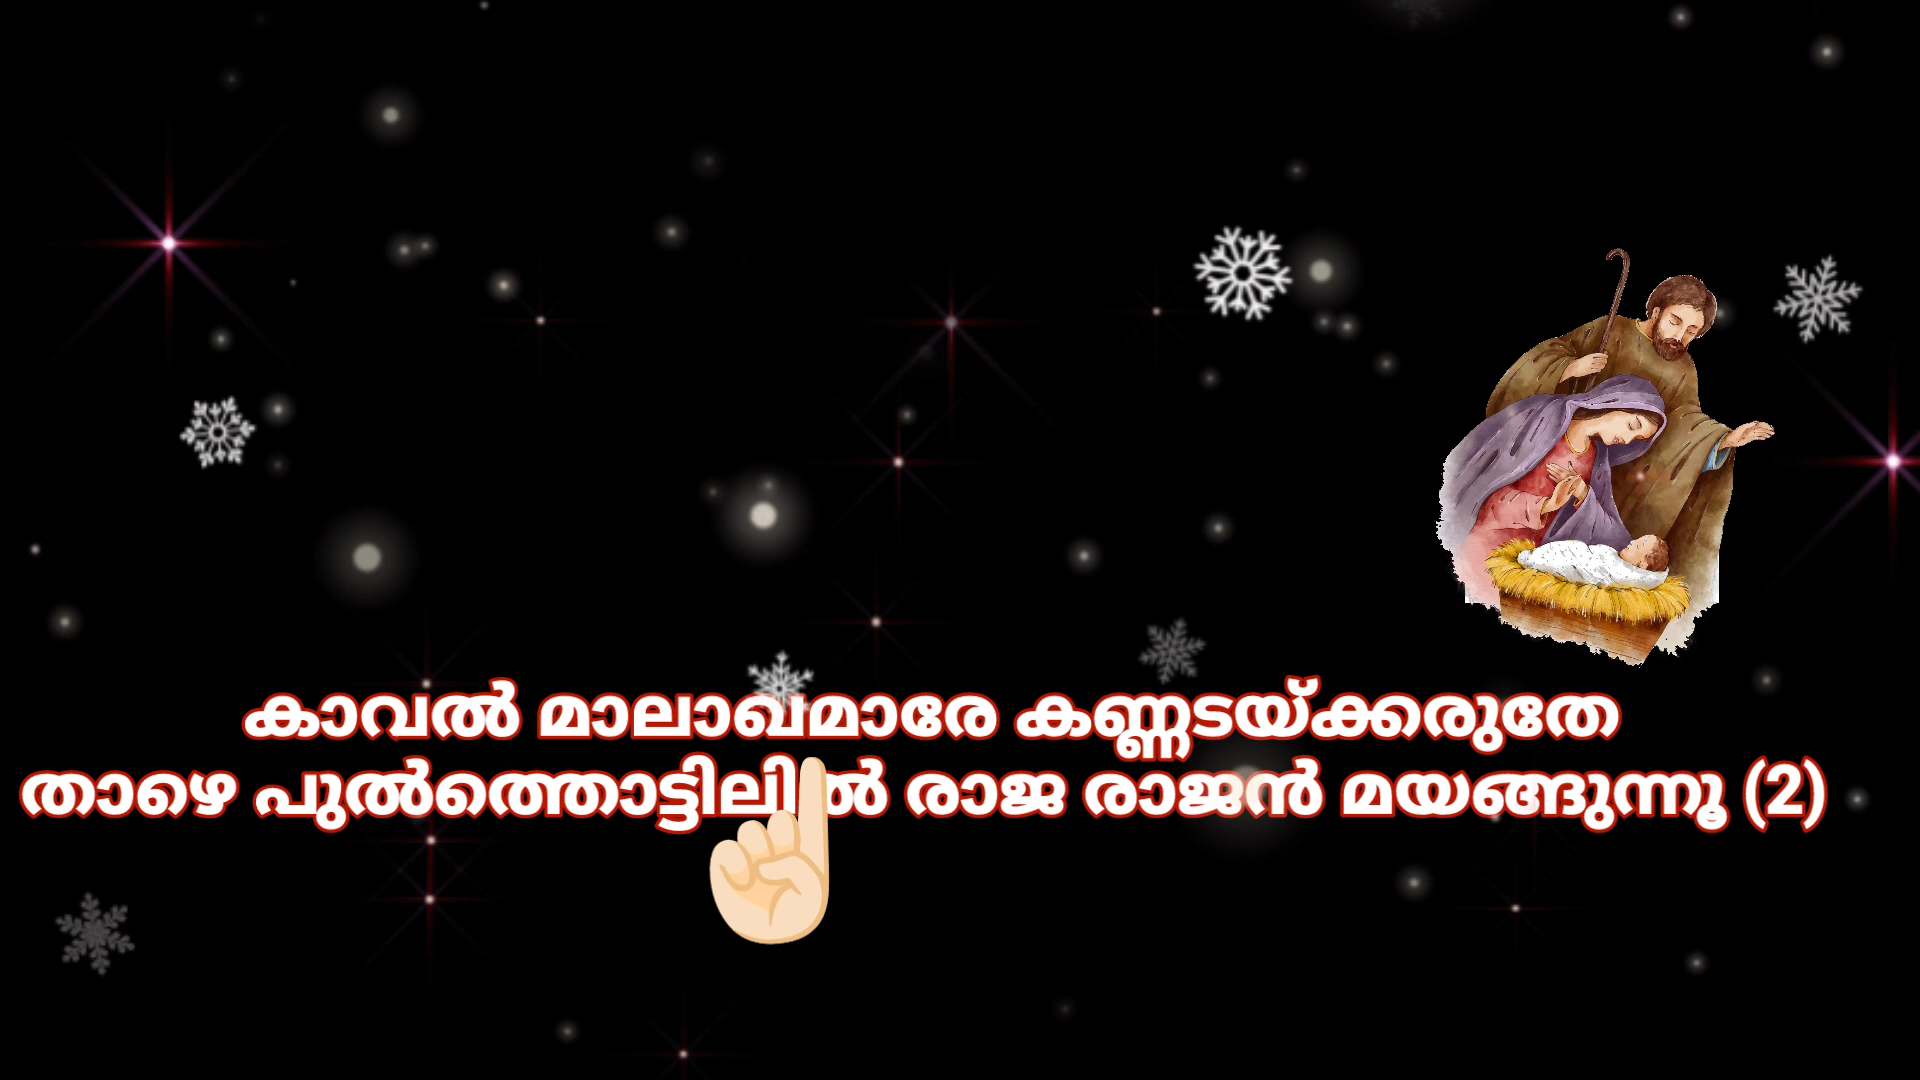 കാവൽ മാലാഖമാരേ കണ്ണടയ്ക്കരുതേ
താഴെ പുൽത്തൊട്ടിലിൽ രാജ രാജൻ മയങ്ങുന്നൂ (2)